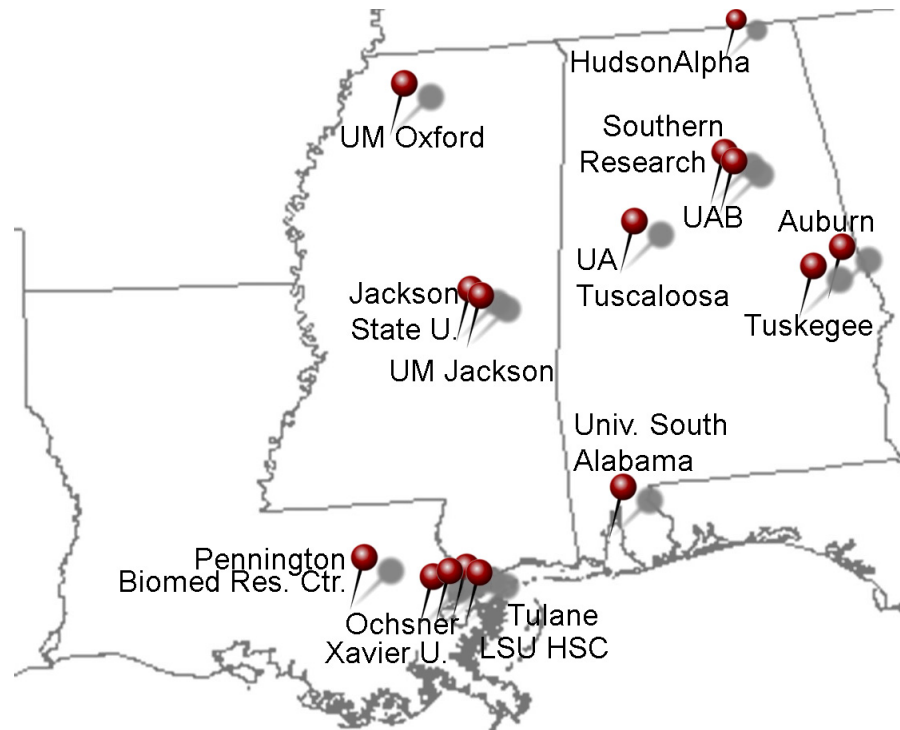 HudsonAlpha
UM Oxford
Southern
Research
UAB
Auburn
UA
Tuscaloosa
Tuskegee
Jackson
State U.
UM Jackson
Univ. South
Alabama
Pennington
Biomed Res. Ctr.
Ochsner
Xavier U.
Tulane
LSU HSC